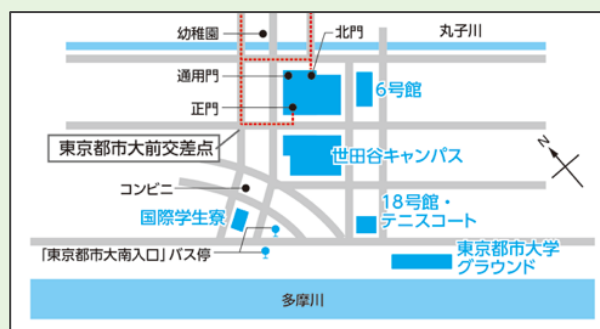 幼稚園
北門
丸子川
通用門
6号館
正門
東京都市大前交差点
世田谷キャンパス
N
コンビニ
国際学生寮
18号館・
テニスコート
「東京都市大南入口」バス停
東京都市大学
グラウンド
多摩川